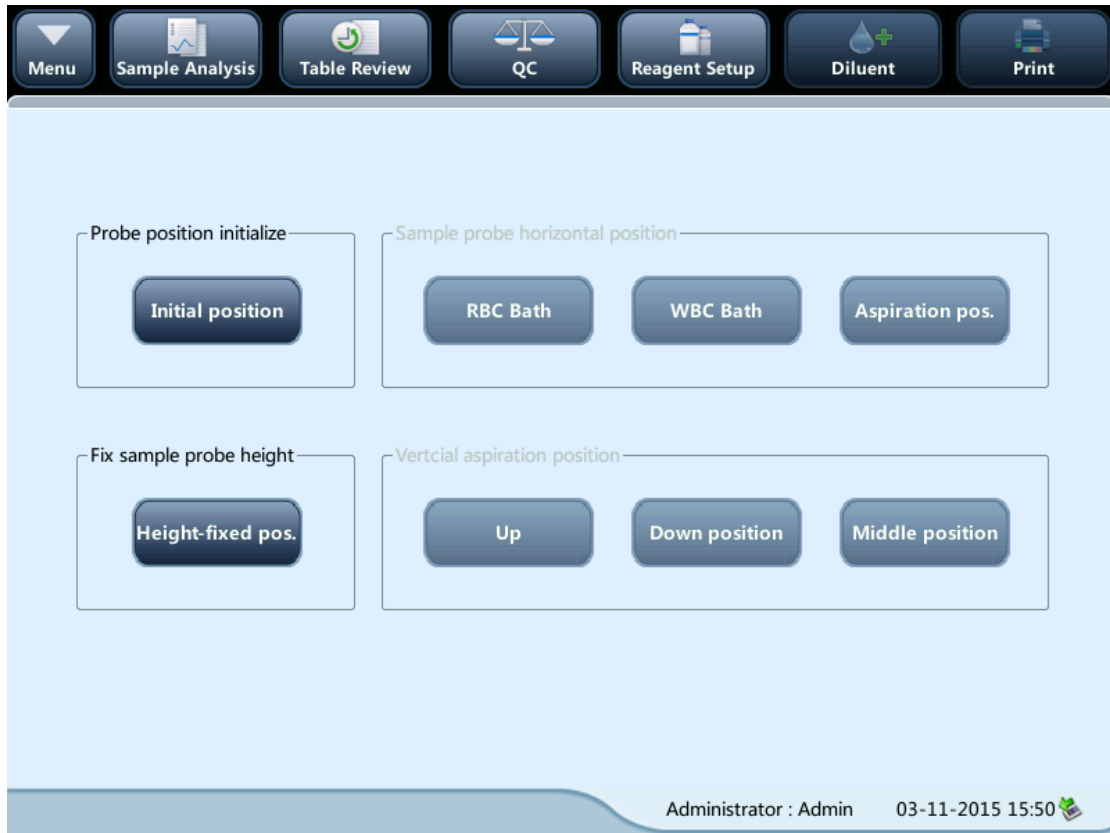 Menu
Sample Analysis
Table Review
QC
Reagent Setup
Diluent
Print
Probe position initialize
Initial position
Sample probe horizontal position
RBC Bath
WBC Bath
Aspiration pos.
Fix sample probe height
Height-fixed pos.
Vertcial aspiration position
Up
Down position
Middle position
Administrator : Admin
03-11-2015 15:50